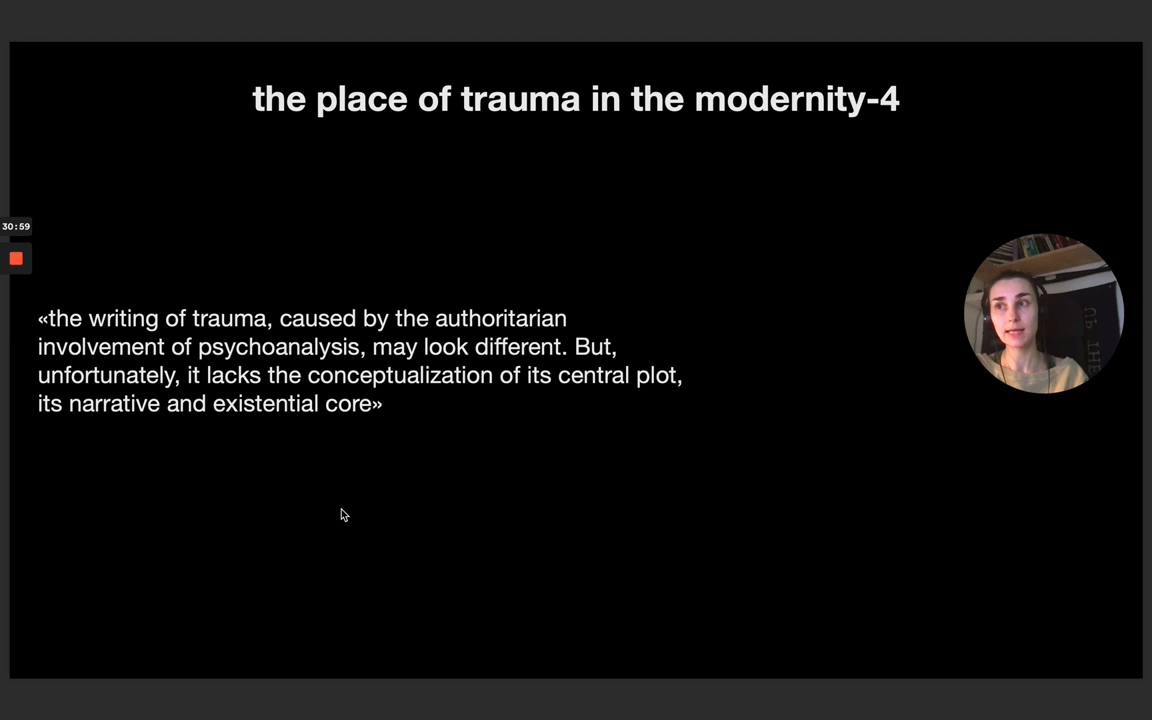 the place of trauma in the modernity-4
30:59
«the writing of trauma, caused by the authoritarian
involvement of psychoanalysis, may look different. But,
unfortunately, it lacks the conceptualization of its central plot,
its narrative and existential core»
UP THE